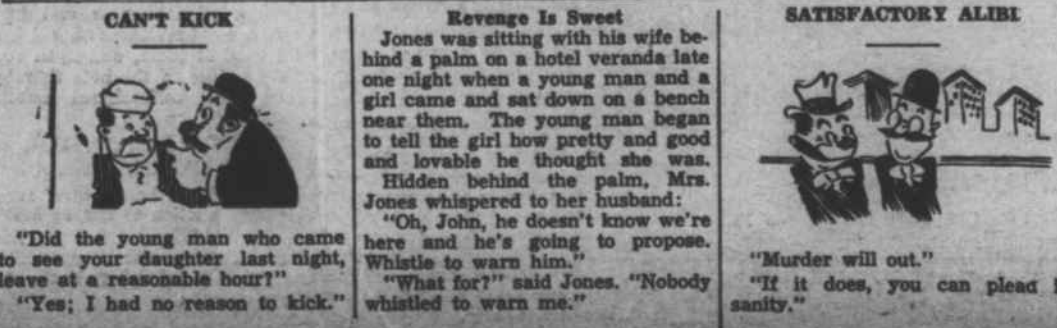 CAN'T KICK
"Did the young man who came
to see your daughter last night,
leave at a reasonable hour?"
"Yes; I had no reason to kick."
Revenge Is Sweet
Jones was sitting with his wife be-
hind a palm on a hotel veranda late
one night when a young man and a
girl came and sat down on a bench
near them. The young man began
to tell the girl how pretty and good
and lovable he thought she was.
Hidden behind the palm, Mrs.
Jones whispered to her husband:
"Oh, John, he doesn't know we're
here and he's going to propose.
Whistle to warn him."
"What for?" said Jones. "Nobody
whistled to warn me."
SATISFACTORY ALIBI.
"Murder will out."
"If it does, you can plead
sanity."